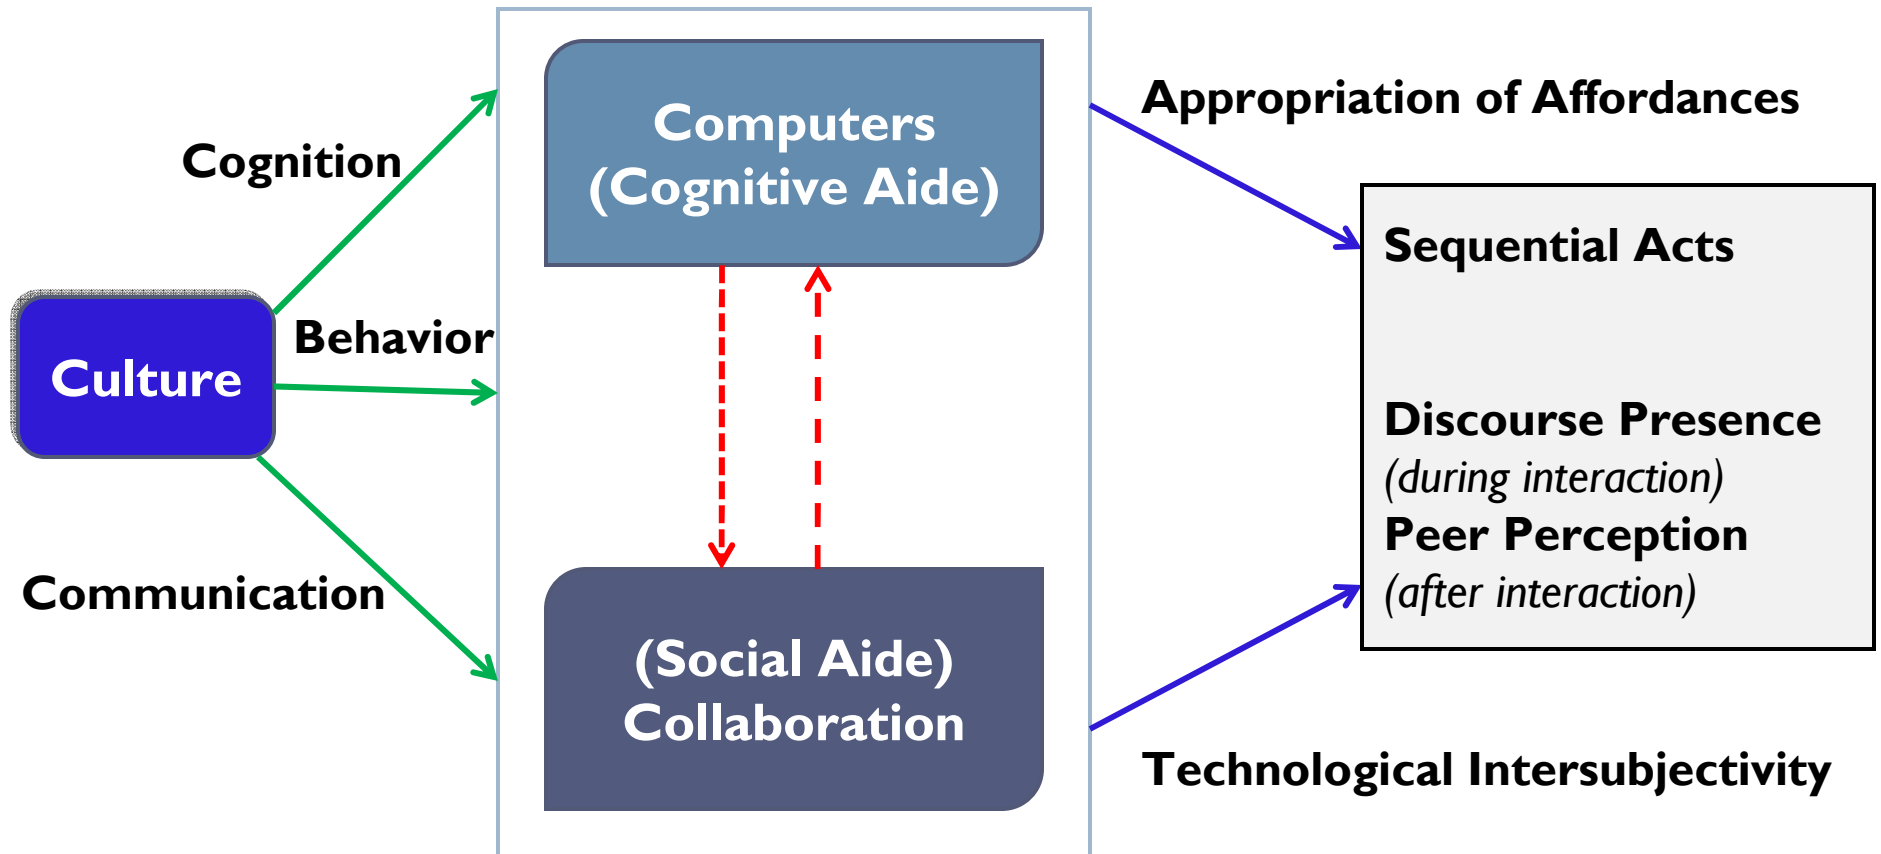 Cognition
Behavior
Culture
Communication
Computers
(Cognitive Aide)
(Social Aide)
Collaboration
Appropriation of Affordances
Sequential Acts
Discourse Presence
(during interaction)
Peer Perception
(after interaction)
Technological Intersubjectivity